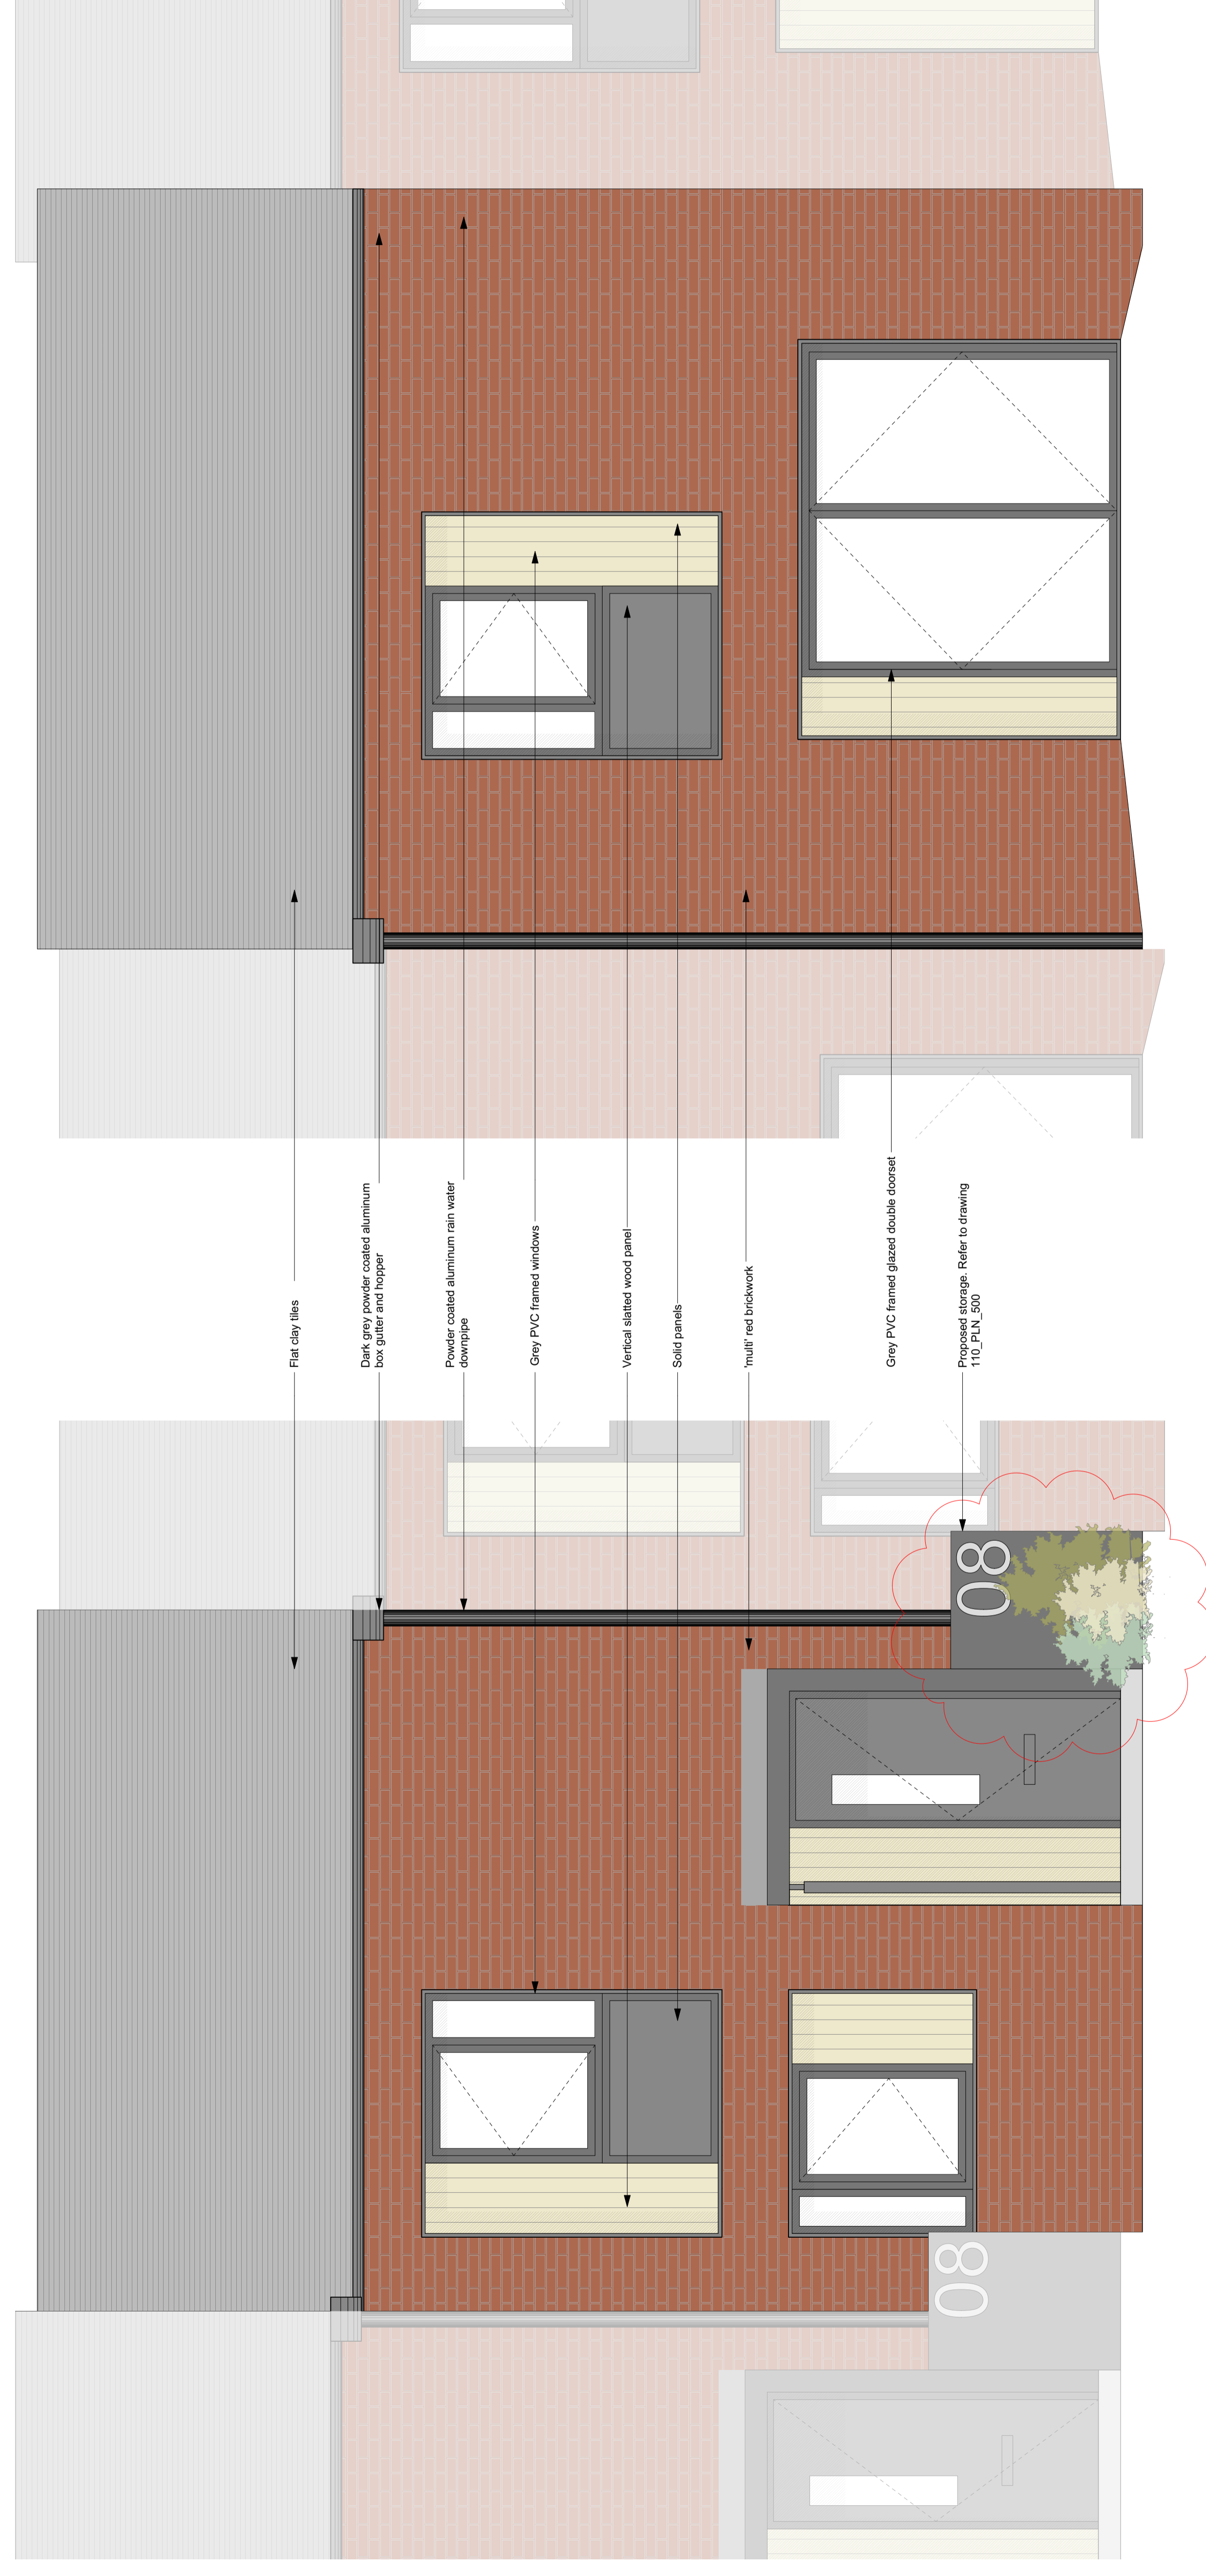 Flat clay tiles
Dark grey powder coated aluminum
box gutter and hopper
Powder coated aluminum rain water
downpipe
Grey PVC framed windows
Vertical slatted wood panel
Solid panels
'multi' red brickwork
Grey PVC framed glazed double doorset
Proposed storage. Refer to drawing
110_PLN_500
08
08